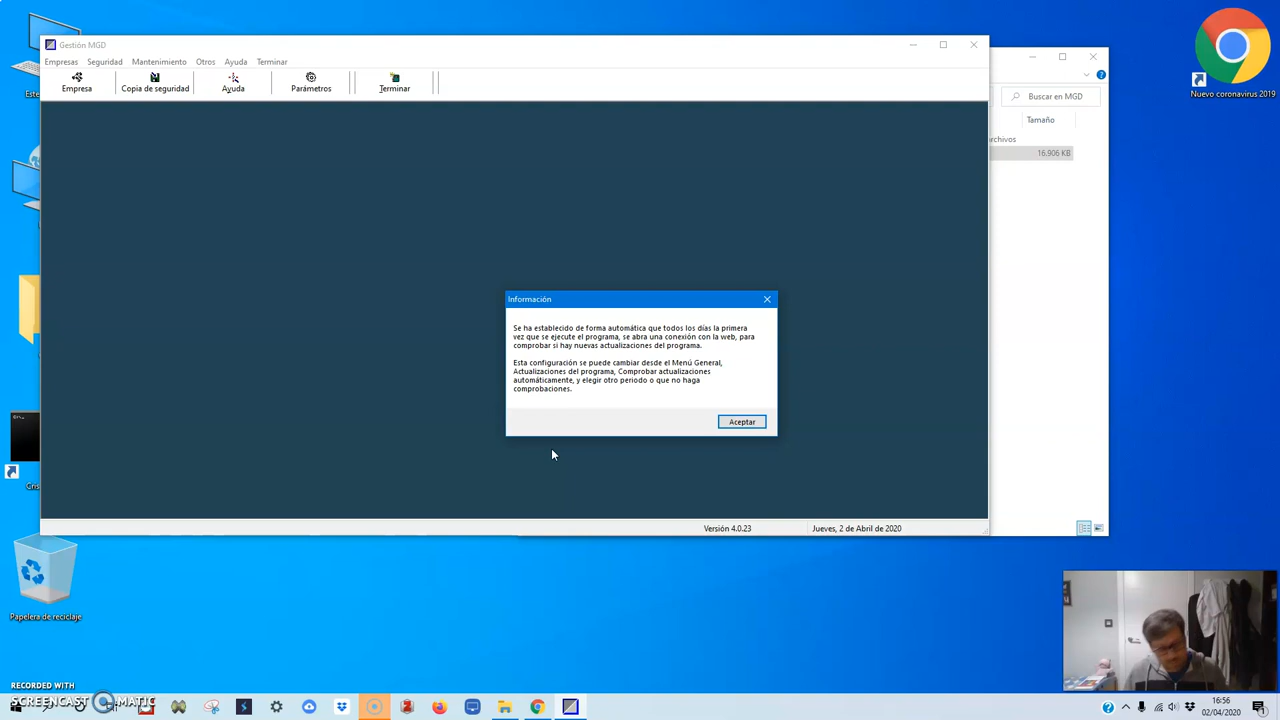 Gestión MGD
Empresas Seguridad Mantenimiento Otros Ayuda Terminar
Empresa Copia de seguridad Ayuda Parámetros Terminar
Buscar en MGD
Tamaño
archivos
16.906 KB
Nuevo coronavirus 2019
Este
Cris
Información
Se ha establecido de forma automática que todos los días la primera
vez que se ejecute el programa, se abra una conexión con la web, para
comprobar si hay nuevas actualizaciones del programa.
Esta configuración se puede cambiar desde el Menú General,
Actualizaciones del programa, Comprobar actualizaciones
automáticamente, y elegir otro periodo o que no haga
comprobaciones.
Aceptar
Versión 4.0.23
Jueves, 2 de Abril de 2020
Papelera de reciclaje
RECORDED WITH
SCREENCAST MATIC
16:56
02/04/2020
1